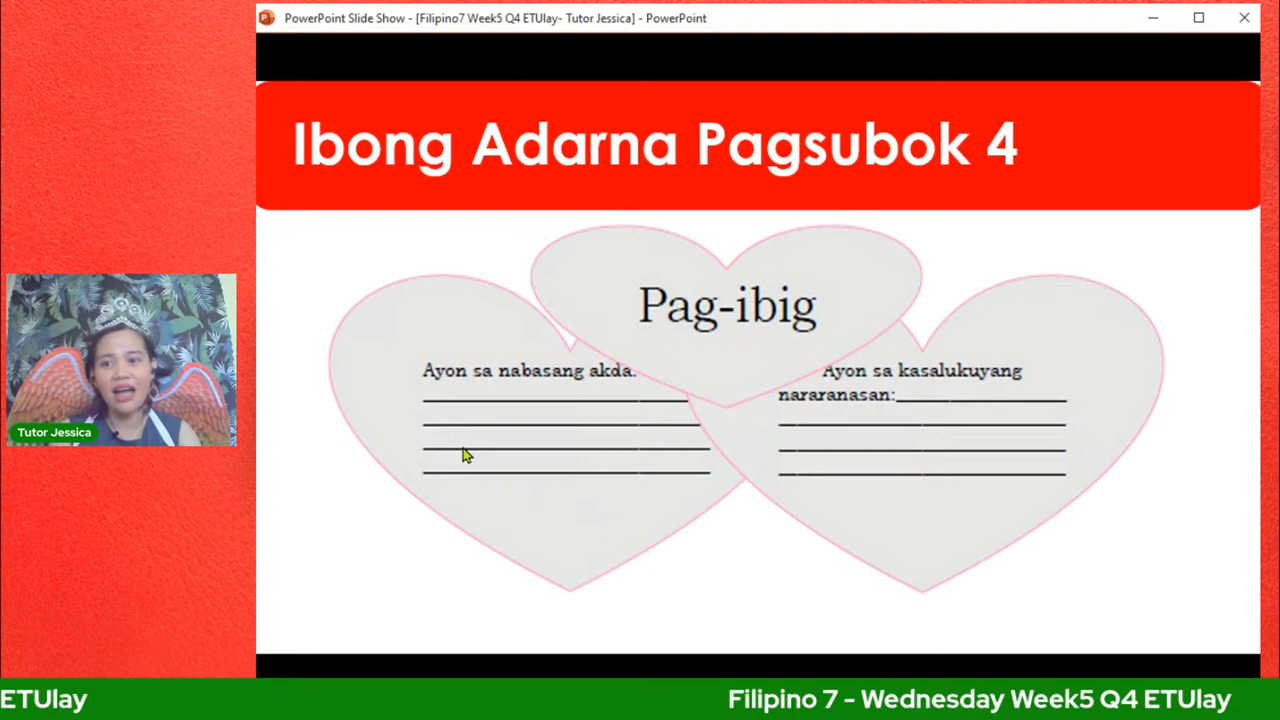 PowerPoint Slide Show - [Filipino7 Week5 Q4 ETUlay- Tutor Jessica] - PowerPoint
Ibong Adarna Pagsubok 4
Pag-ibig
Ayon sa nabasang akda:
Ayon sa kasalukuyang
nararanasan:
Tutor Jessica
ETUlay
Filipino 7 - Wednesday Week5 Q4 ETUlay